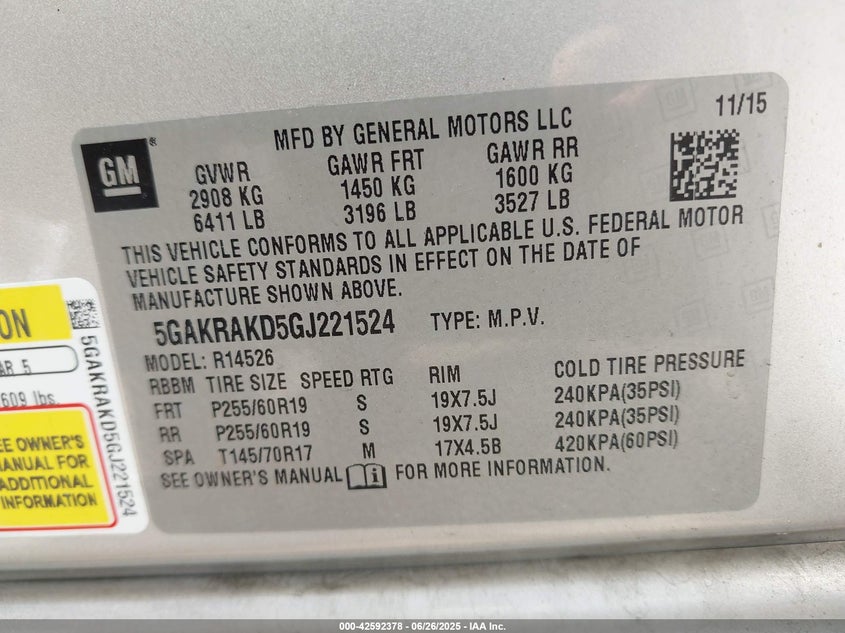 11/15
MFD BY GENERAL MOTORS LLC
GM
®
GVWR GAWR FRT GAWR RR
2908 KG 1450 KG 1600 KG
6411 LB 3196 LB 3527 LB
THIS VEHICLE CONFORMS TO ALL APPLICABLE U.S. FEDERAL MOTOR
VEHICLE SAFETY STANDARDS IN EFFECT ON THE DATE OF
MANUFACTURE SHOWN ABOVE.
5GAKRAKD5GJ221524 TYPE: M.P.V.
MODEL: R14526
RBBM TIRE SIZE SPEED RTG RIM COLD TIRE PRESSURE
FRT P255/60R19 S 19X7.5J 240KPA(35PSI)
RR P255/60R19 S 19X7.5J 240KPA(35PSI)
SPA T145/70R17 M 17X4.5B 420KPA(60PSI)
SEE OWNER'S MANUAL FOR MORE INFORMATION.
5GAKRAKD5GJ221524
5
609 lbs.
OWNER'S
FOR
ADDITIONAL
INFORMATION
000-42592378 | 06/26/2025 - IAA Inc.